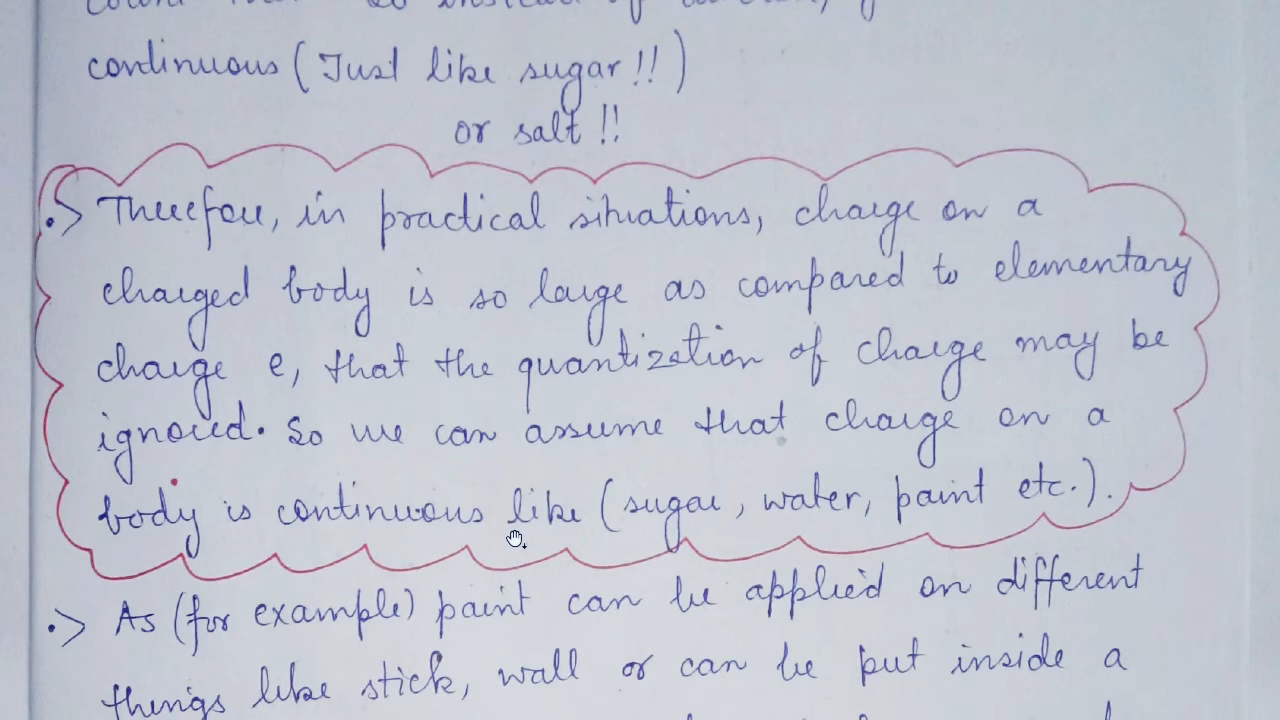 continuous (Just like sugar!!)
or salt!!
.> Therefore, in practical situations, charge on a
charged body is so large as compared to elementary
charge e, that the quantization of charge may be
ignored. So we can assume that charge on a
body is continuous like (sugar, water, paint etc.).
.> As (for example) paint can be applied on different
things like stick, wall or can be put inside a